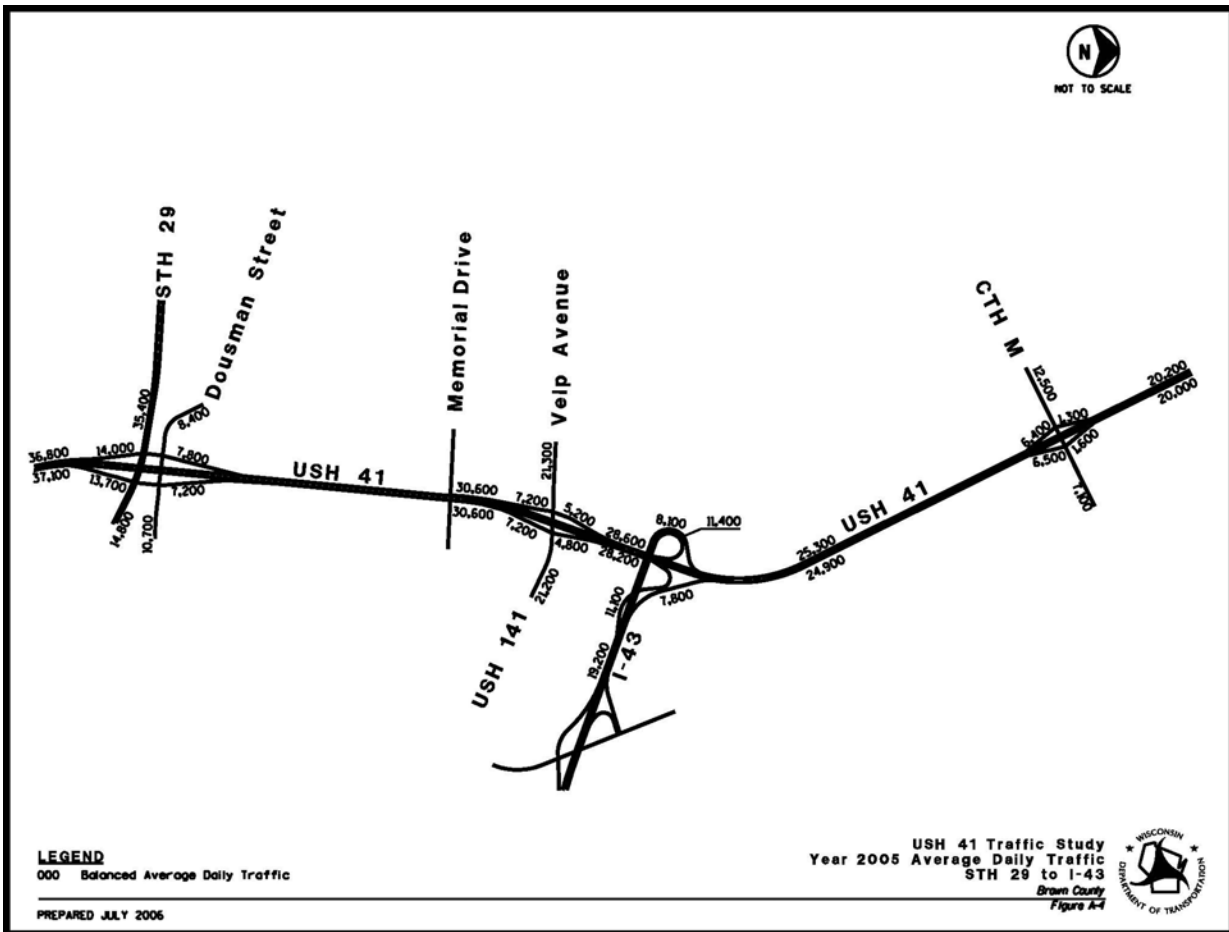 N
NOT TO SCALE
STH 29
Dousman Street
Memorial Drive
Velp Avenue
CTH M
35,400
8,400
36,800
37,100
14,000
13,700
7,800
7,200
14,800
10,700
USH 41
30,600
30,600
21,300
7,200
7,200
5,200
4,800
21,200
USH 141
28,600
28,200
8,100
11,400
11,100
7,800
19,200
I-43
25,300
24,900
USH 41
12,500
6,400
1,300
6,500
1,600
7,100
20,200
20,000
LEGEND
000 Balanced Average Daily Traffic
PREPARED JULY 2006
USH 41 Traffic Study
Year 2005 Average Daily Traffic
STH 29 to I-43
Brown County
Figure A-4
WISCONSIN
DEPARTMENT OF TRANSPORTATION